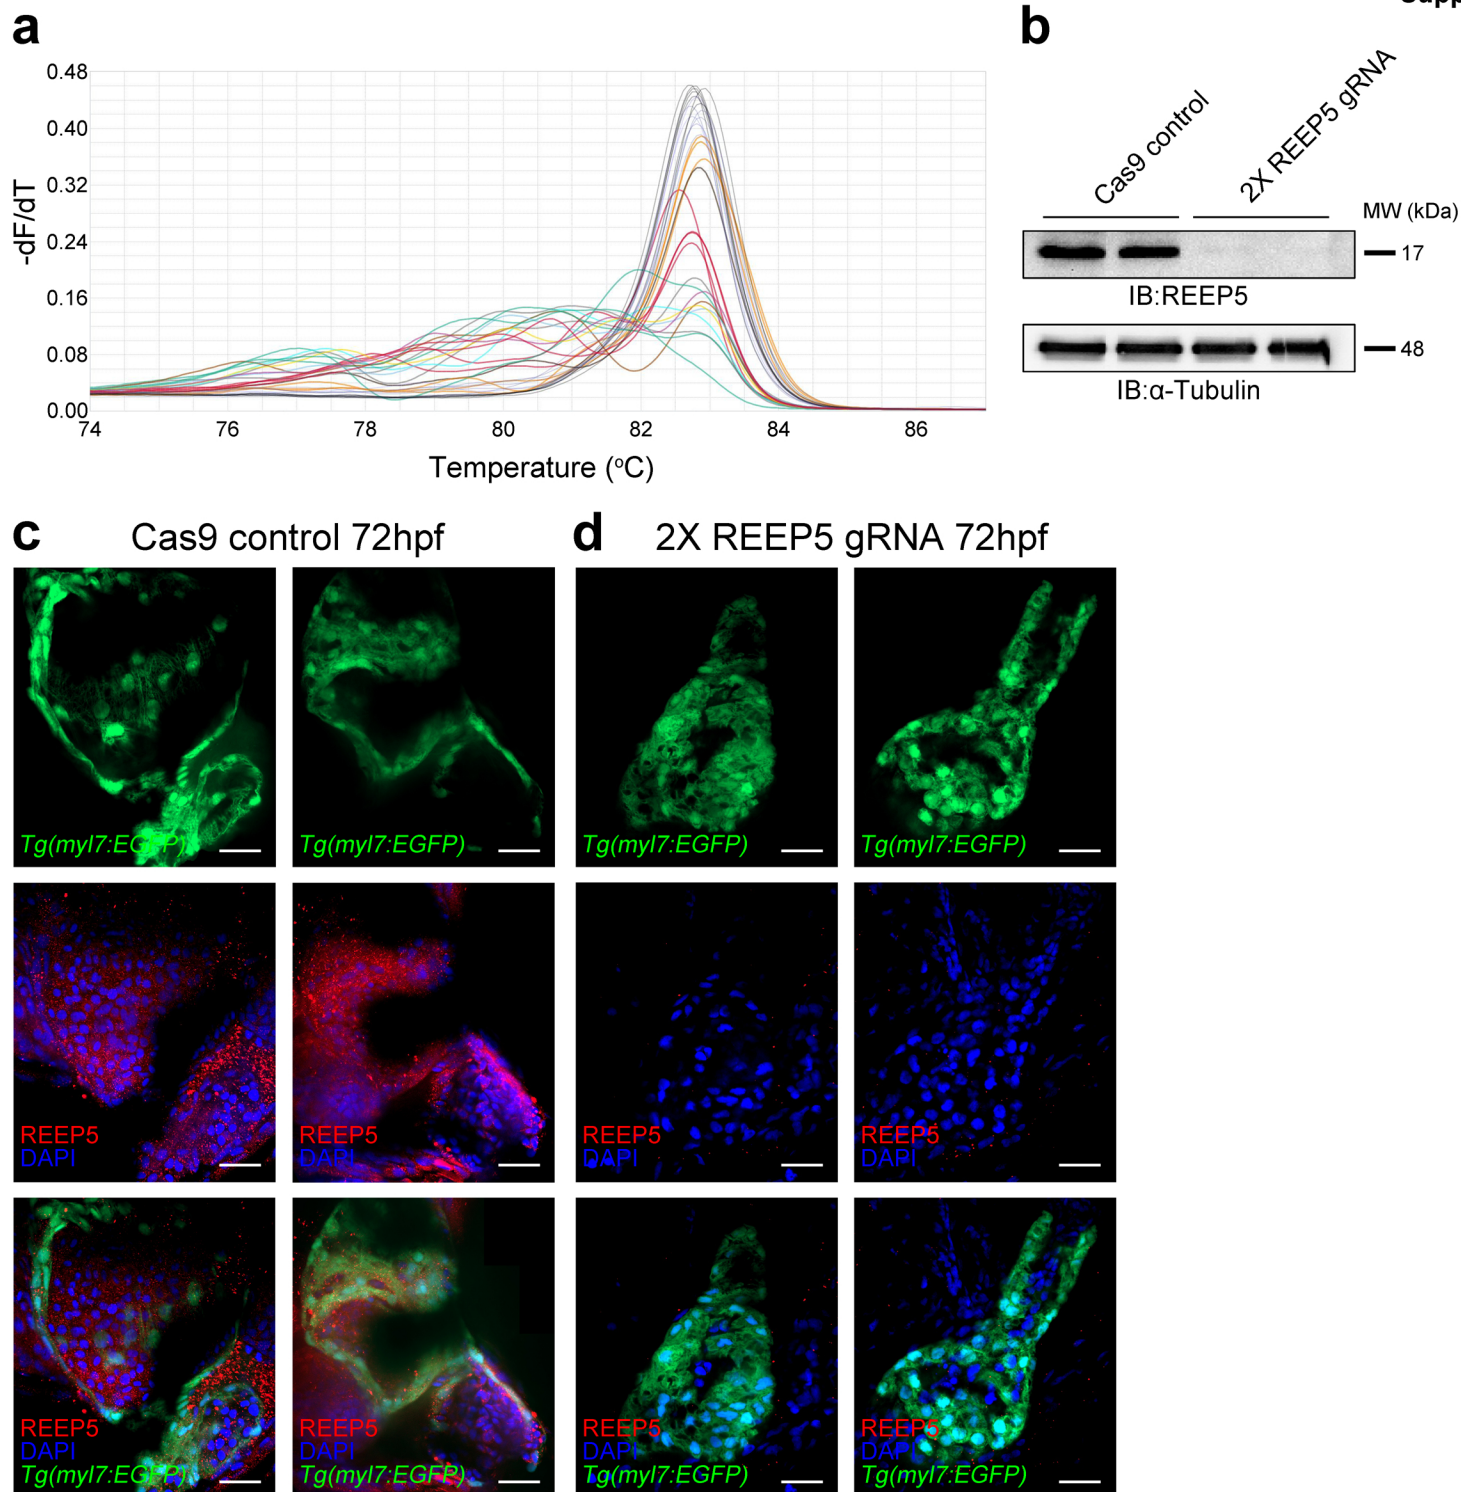 a
0.48
0.40
0.32
0.24
0.16
0.08
0.00
-dF/dT
74 76 78 80 82 84 86
Temperature (ºC)
b
Cas9 control
2X REEP5 gRNA
MW (kDa)
17
IB:REEP5
48
IB:α-Tubulin
c Cas9 control 72hpf
d 2X REEP5 gRNA 72hpf
Tg(myl7:EGFP) Tg(myl7:EGFP) Tg(myl7:EGFP) Tg(myl7:EGFP)
REEP5 REEP5 REEP5 REEP5
DAPI DAPI DAPI DAPI
REEP5 REEP5 REEP5 REEP5
DAPI DAPI DAPI DAPI
Tg(myl7:EGFP) Tg(myl7:EGFP) Tg(myl7:EGFP) Tg(myl7:EGFP)